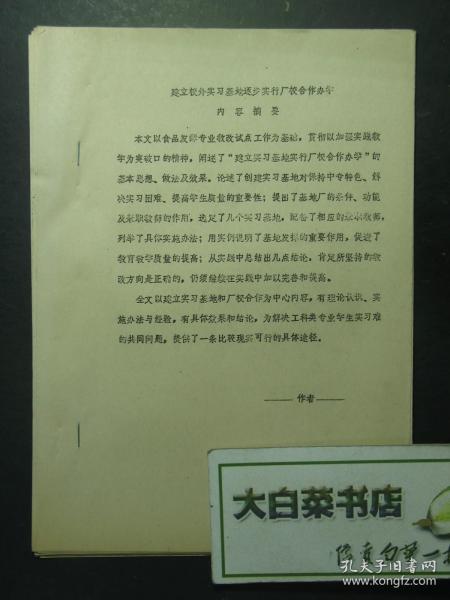 建立校外实习基地逐步实行厂校合作办学
内容摘要
本文以食品发酵专业教改试点工作为基础，贯彻以加强实践教
学为突破口的精神，阐述了“建立实习基地实行厂校合作办学”的
基本思想、做法及效果。论述了创建实习基地对保持中专特色、解
决实习困难、提高学生质量的重要性；提出了基地厂的条件、功能
及兼职教师的作用，选定了几个实习基地，配备了相应的兼职教师，
列举了具体实施办法；用实例说明了基地发挥的重要作用，促进了
教育教学质量的提高；从实践中总结出几点结论，肯定所坚持的教
改方向是正确的，仍须继续在实践中加以完善和提高。
全文以建立实习基地和厂校合作为中心内容，有理论认识、实
施办法与经验，有具体效果和结论，为解决工科类专业学生实习难
的共同问题，提供了一条比较现实可行的具体途径。
——作者——
大白菜书店
孔夫子旧书网
www.kongfz.com